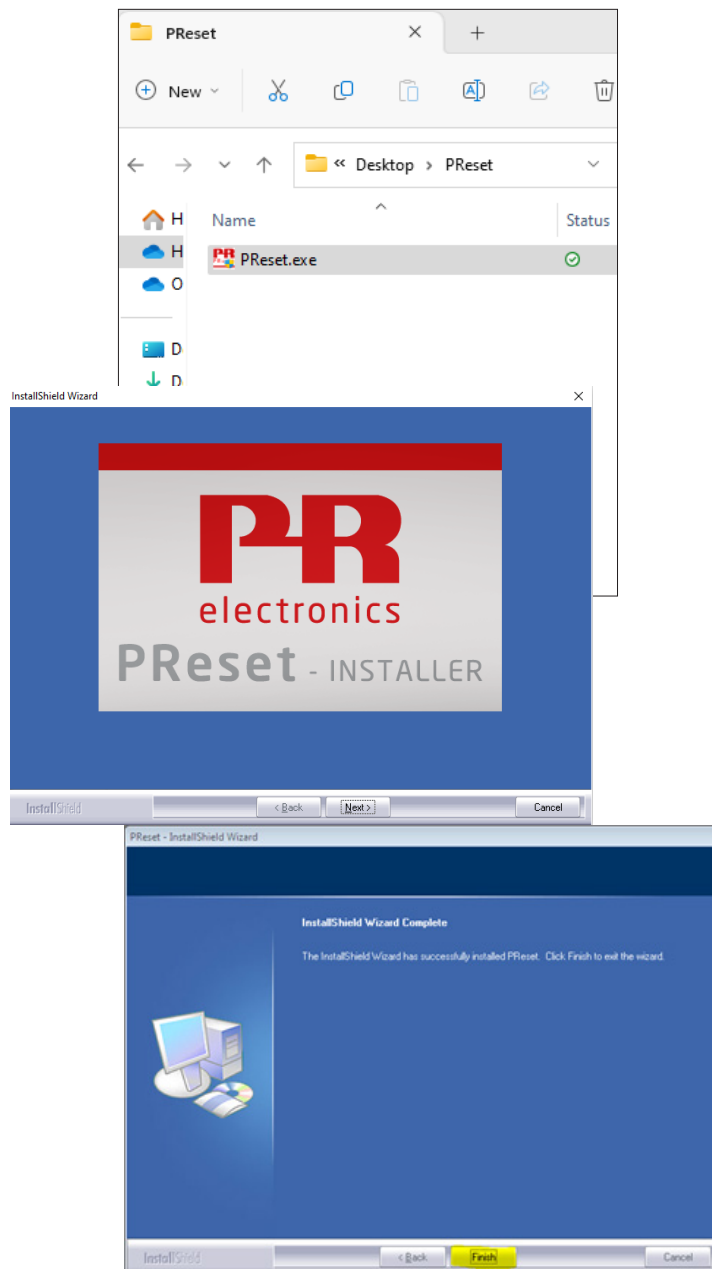 PReset
New
« Desktop > PReset
H
Name
Status
H
PR
PReset.exe
O
D
D
InstallShield Wizard
PR
electronics
PReset - INSTALLER
InstallShield
< Back
Next >
Cancel
PReset - InstallShield Wizard
InstallShield Wizard Complete
The InstallShield Wizard has successfully installed PReset. Click Finish to exit the wizard.
InstallShield
< Back
Finish
Cancel